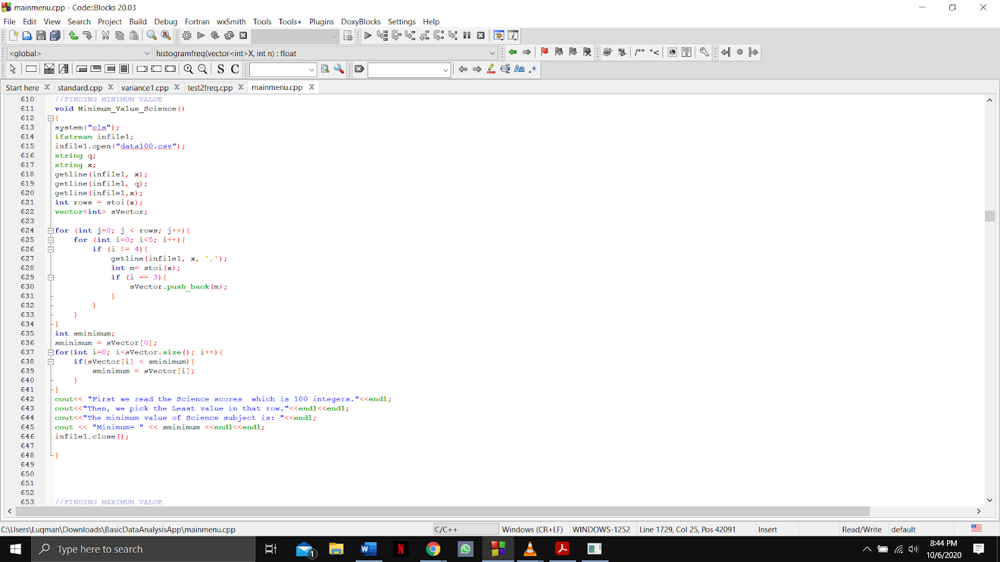 mainmenu.cpp - Code::Blocks 20.03
File Edit View Search Project Build Debug Fortran wxSmith Tools Tools+ Plugins DoxyBlocks Settings Help
<global> histogramfreq(vector<int>X, int n) : float
/** *<
S C
Aa .*
Start here standard.cpp variance1.cpp test2freq.cpp mainmenu.cpp
610 //FINDING MINIMUM VALUE
611 void Minimum_Value_Science()
612 {
613 system("cls");
614 ifstream infile1;
615 infile1.open("data100.csv");
616 string q;
617 string x;
618 getline(infile1, x);
619 getline(infile1, q);
620 getline(infile1,x);
621 int rows = stoi(x);
622 vector<int> sVector;
623
624 for (int j=0; j < rows; j++){
625 for (int i=0; i<5; i++){
626 if (i != 4){
627 getline(infile1, x, ',');
628 int m= stoi(x);
629 if (i == 3){
630 sVector.push_back(m);
631 }
632 }
633 }
634 }
635 int sminimum;
636 sminimum = sVector[0];
637 for(int i=0; i<sVector.size(); i++){
638 if(sVector[i] < sminimum){
639 sminimum = sVector[i];
640 }
641 }
642 cout<< "First we read the Science scores  which is 100 integers."<<endl;
643 cout<<"Then, we pick the Least value in that row."<<endl<<endl;
644 cout<<"The minimum value of Science subject is: "<<endl;
645 cout << "Minimum= " << sminimum <<endl<<endl;
646 infile1.close();
647
648 }
649
650
651
652
653 //FINDING MAXIMUM VALUE
C:\Users\Luqman\Downloads\BasicDataAnalysisApp\mainmenu.cpp C/C++ Windows (CR+LF) WINDOWS-1252 Line 1729, Col 25, Pos 42091 Insert Read/Write default
Type here to search
1
8:44 PM
10/6/2020